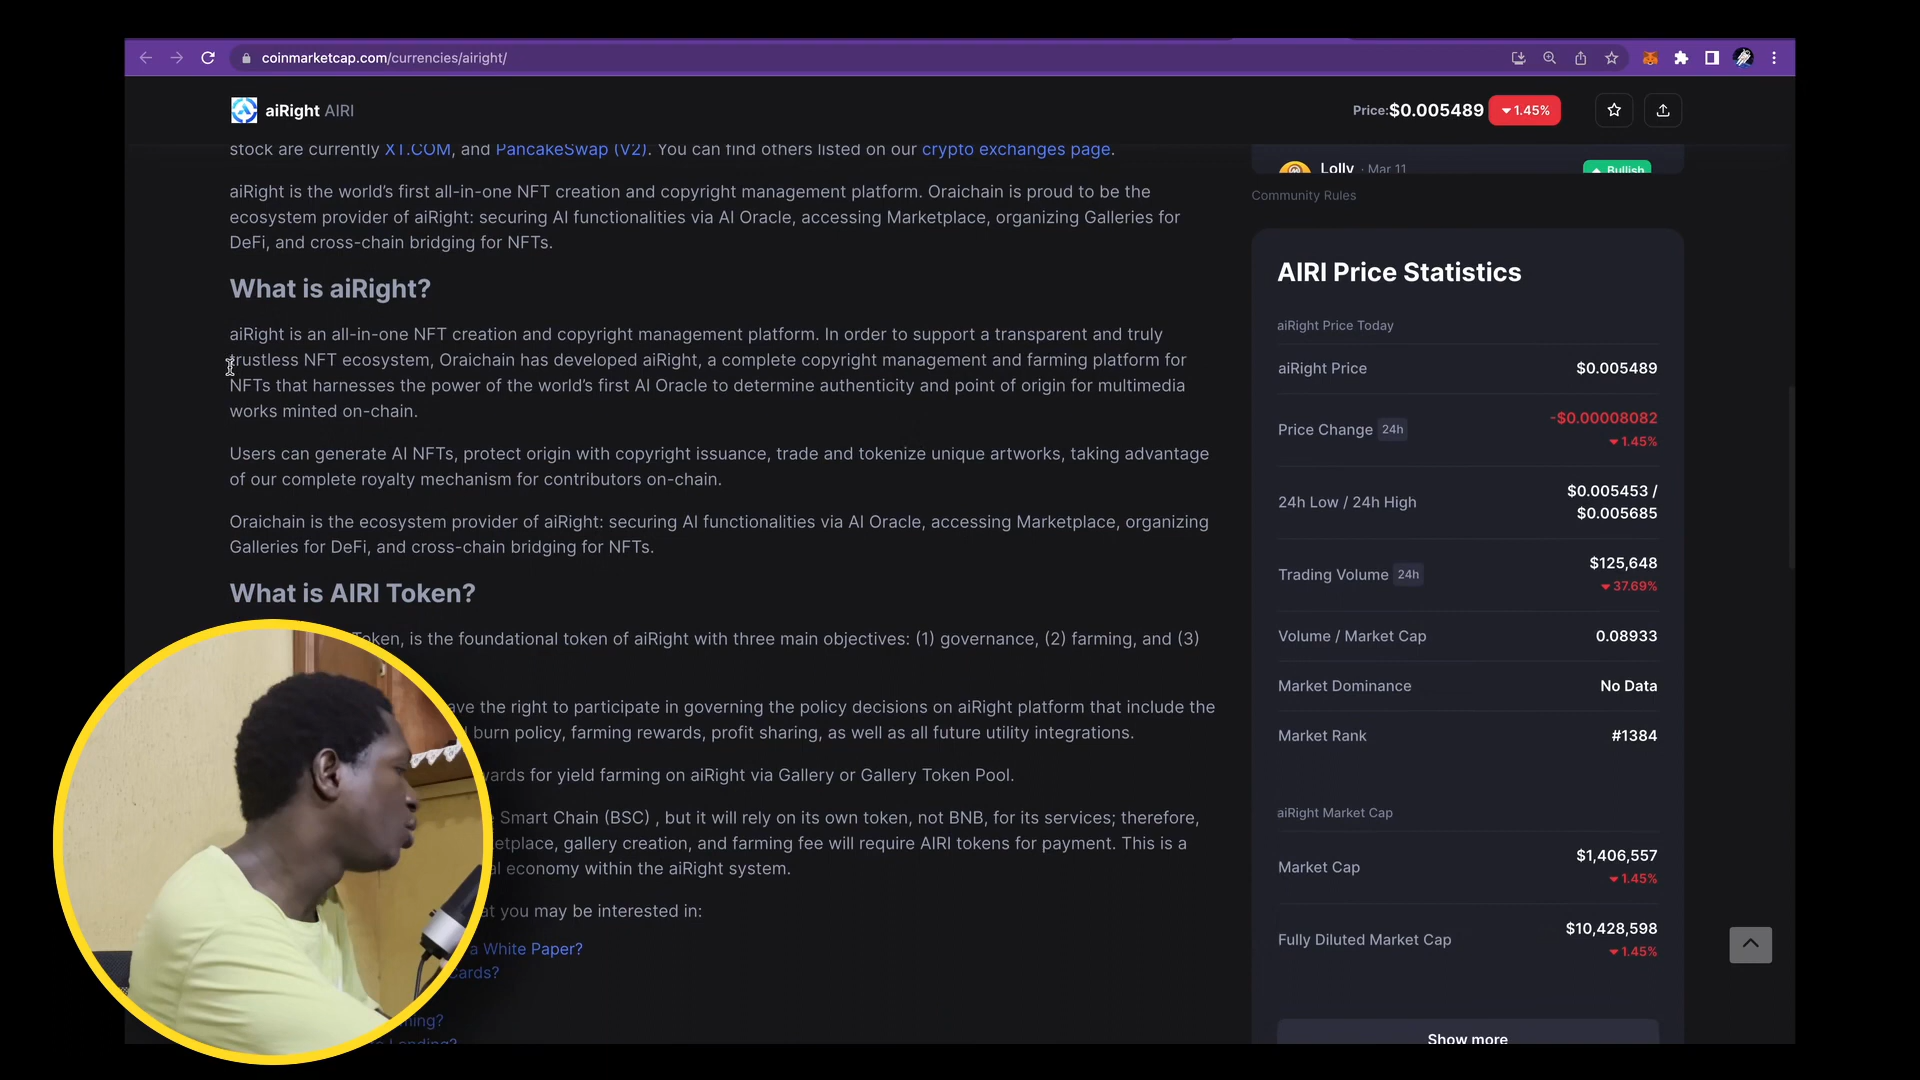 coinmarketcap.com/currencies/airight/
aiRight AIRI
Price:$0.005489 1.45%
stock are currently XT.COM, and PancakeSwap (V2). You can find others listed on our crypto exchanges page.
aiRight is the world's first all-in-one NFT creation and copyright management platform. Oraichain is proud to be the
ecosystem provider of aiRight: securing AI functionalities via AI Oracle, accessing Marketplace, organizing Galleries for
DeFi, and cross-chain bridging for NFTs.
What is aiRight?
aiRight is an all-in-one NFT creation and copyright management platform. In order to support a transparent and truly
trustless NFT ecosystem, Oraichain has developed aiRight, a complete copyright management and farming platform for
NFTs that harnesses the power of the world's first AI Oracle to determine authenticity and point of origin for multimedia
works minted on-chain.
Users can generate AI NFTs, protect origin with copyright issuance, trade and tokenize unique artworks, taking advantage
of our complete royalty mechanism for contributors on-chain.
Oraichain is the ecosystem provider of aiRight: securing AI functionalities via AI Oracle, accessing Marketplace, organizing
Galleries for DeFi, and cross-chain bridging for NFTs.
What is AIRI Token?
Token, is the foundational token of aiRight with three main objectives: (1) governance, (2) farming, and (3)
the right to participate in governing the policy decisions on aiRight platform that include the
burn policy, farming rewards, profit sharing, as well as all future utility integrations.
for yield farming on aiRight via Gallery or Gallery Token Pool.
Smart Chain (BSC) , but it will rely on its own token, not BNB, for its services; therefore,
gallery creation, and farming fee will require AIRI tokens for payment. This is a
economy within the aiRight system.
you may be interested in:
a White Paper?
Cards?
Lolly · Mar 11 Bullish
Community Rules
AIRI Price Statistics
aiRight Price Today
aiRight Price $0.005489
Price Change 24h -$0.00008082
1.45%
24h Low / 24h High $0.005453 /
$0.005685
Trading Volume 24h $125,648
37.69%
Volume / Market Cap 0.08933
Market Dominance No Data
Market Rank #1384
aiRight Market Cap
Market Cap $1,406,557
1.45%
Fully Diluted Market Cap $10,428,598
1.45%
Show more